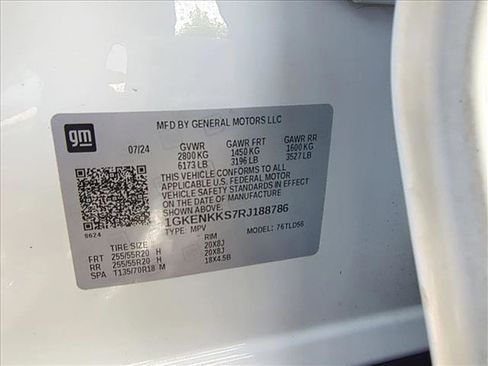 MFD BY GENERAL MOTORS LLC
gm
07/24 GVWR GAWR FRT GAWR RR
2800 KG 1450 KG 1600 KG
6173 LB 3196 LB 3527 LB
THIS VEHICLE CONFORMS TO ALL
APPLICABLE U.S. FEDERAL MOTOR
VEHICLE SAFETY STANDARDS IN EFFECT ON
THE DATE OF MANUFACTURE SHOWN ABOVE.
1GKENKKS7RJ188786
8624 TYPE: MPV MODEL: 76TLD56
TIRE SIZE RIM
FRT 255/55R20 H 20X8J
RR 255/55R20 H 20X8J
SPA T135/70R18 M 18X4.5B